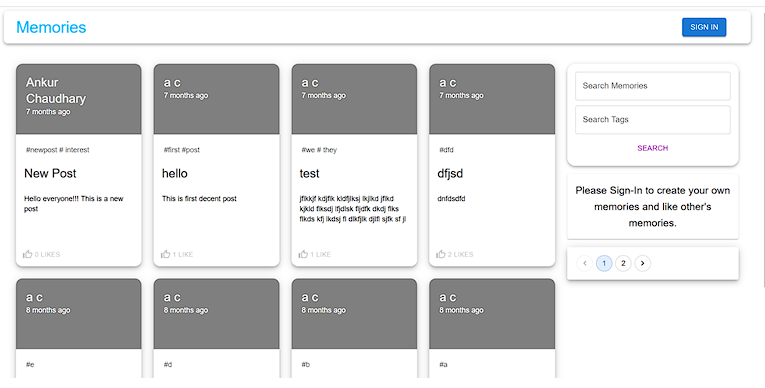 Memories
SIGN IN
Ankur
Chaudhary
7 months ago
#newpost # interest
New Post
Hello everyone!!! This is a new
post
0 LIKES
a c
7 months ago
#first #post
hello
This is first decent post
1 LIKE
a c
7 months ago
#we # they
test
jflkkjf kdjflk kldfjlksj lkjlkd jflkd
kjkld flksdj lfjdlsk fljdfk dkdj flks
flkds kfj lkdsj fl dlkfjlk djlfl sjfk sf jl
1 LIKE
a c
7 months ago
#dfd
dfjsd
dnfdsdfd
2 LIKES
Search Memories
Search Tags
SEARCH
Please Sign-In to create your own
memories and like other's
memories.
1 2
a c
8 months ago
#e
a c
8 months ago
#d
a c
8 months ago
#b
a c
8 months ago
#a